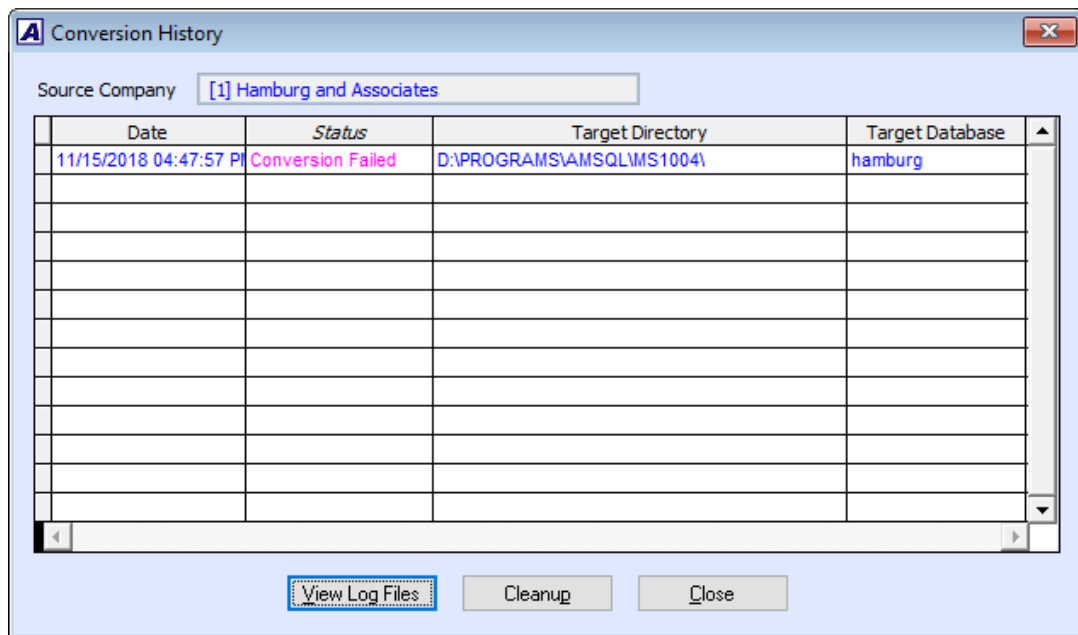 A Conversion History
Source Company [1] Hamburg and Associates
Date Status Target Directory Target Database
11/15/2018 04:47:57 PM Conversion Failed D:\PROGRAMS\AMSQL\MS1004\ hamburg
View Log Files Cleanup Close